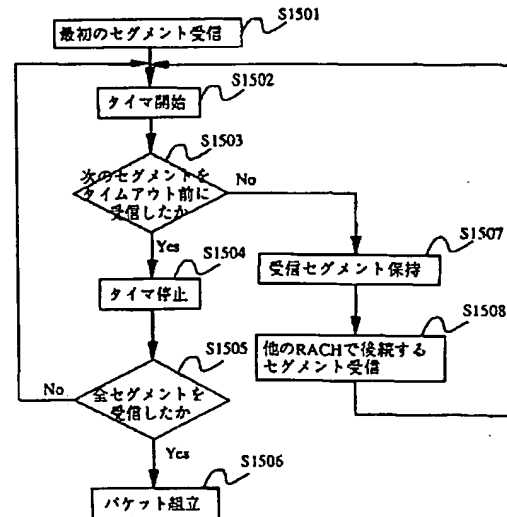 S1501
最初のセグメント受信
S1502
タイマ開始
S1503
次のセグメントを
タイムアウト前に
受信したか
No
Yes
S1504
タイマ停止
S1507
受信セグメント保持
S1508
他のRACHで後続する
セグメント受信
S1505
全セグメントを
受信したか
No
Yes
S1506
パケット組立